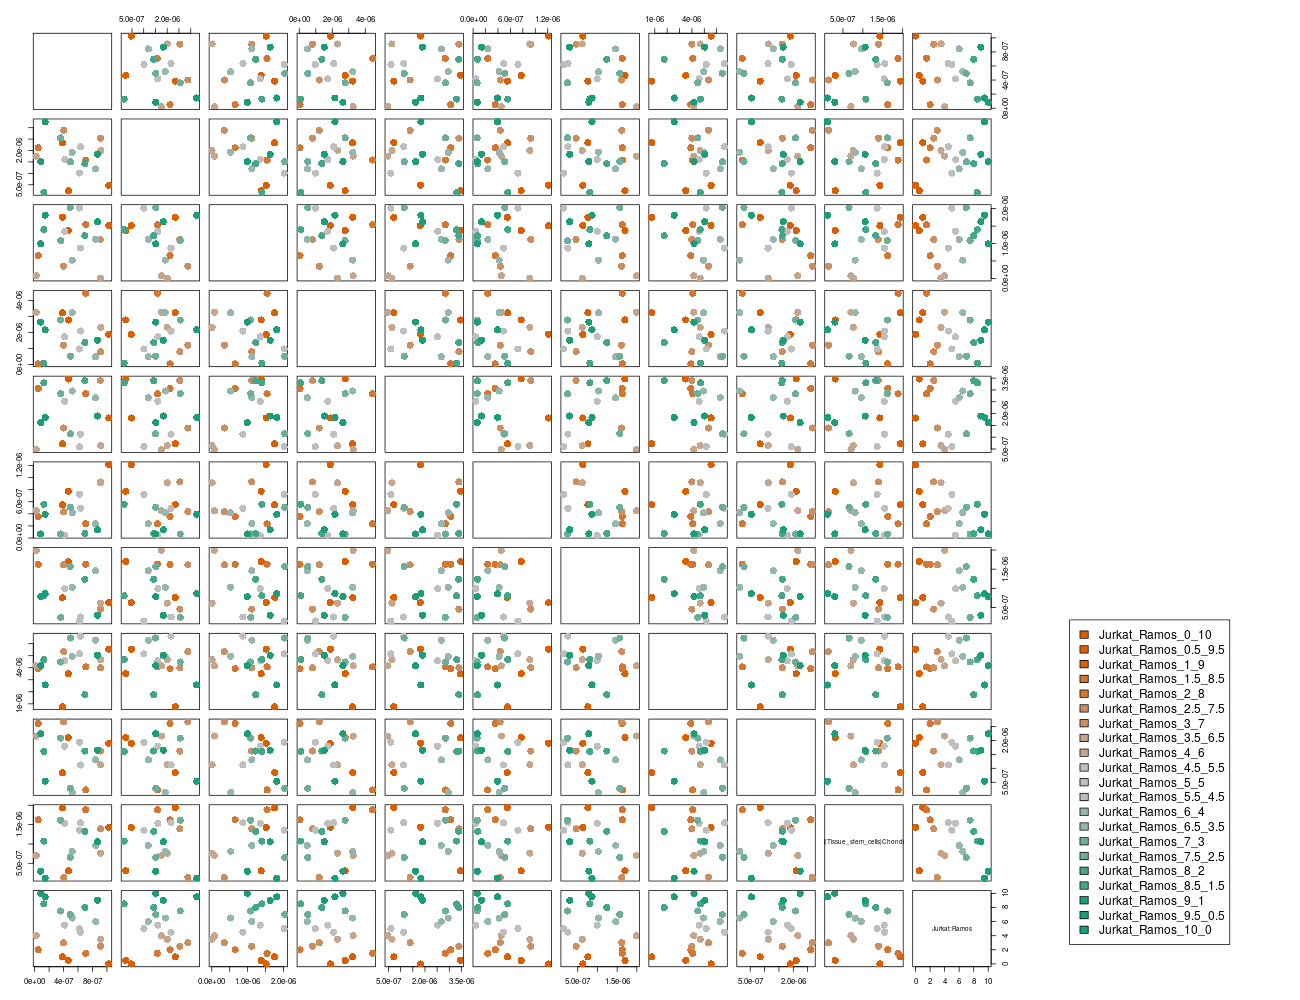 5.0e-07 2.0e-06 0e+00 2e-06 4e-06 0.0e+00 6.0e-07 1.2e-06 1e-06 4e-06 5.0e-07 1.5e-06
0e+00 4e-07 8e-07
5.0e-07 2.0e-06
0.0e+00 1.0e-06 2.0e-06
0e+00 2e-06 4e-06
5.0e-07 2.0e-06 3.5e-06
0.0e+00 6.0e-07 1.2e-06
5.0e-07 1.5e-06
1e-06 4e-06
5.0e-07 2.0e-06
5.0e-07 1.5e-06
|Tissue_stem_cells|Chond
Jurkat:Ramos
0 2 4 6 8 10
0e+00 4e-07 8e-07 0.0e+00 1.0e-06 2.0e-06 5.0e-07 2.0e-06 3.5e-06 5.0e-07 1.5e-06 5.0e-07 2.0e-06 0 2 4 6 8 10
Jurkat_Ramos_0_10
Jurkat_Ramos_0.5_9.5
Jurkat_Ramos_1_9
Jurkat_Ramos_1.5_8.5
Jurkat_Ramos_2_8
Jurkat_Ramos_2.5_7.5
Jurkat_Ramos_3_7
Jurkat_Ramos_3.5_6.5
Jurkat_Ramos_4_6
Jurkat_Ramos_4.5_5.5
Jurkat_Ramos_5_5
Jurkat_Ramos_5.5_4.5
Jurkat_Ramos_6_4
Jurkat_Ramos_6.5_3.5
Jurkat_Ramos_7_3
Jurkat_Ramos_7.5_2.5
Jurkat_Ramos_8_2
Jurkat_Ramos_8.5_1.5
Jurkat_Ramos_9_1
Jurkat_Ramos_9.5_0.5
Jurkat_Ramos_10_0